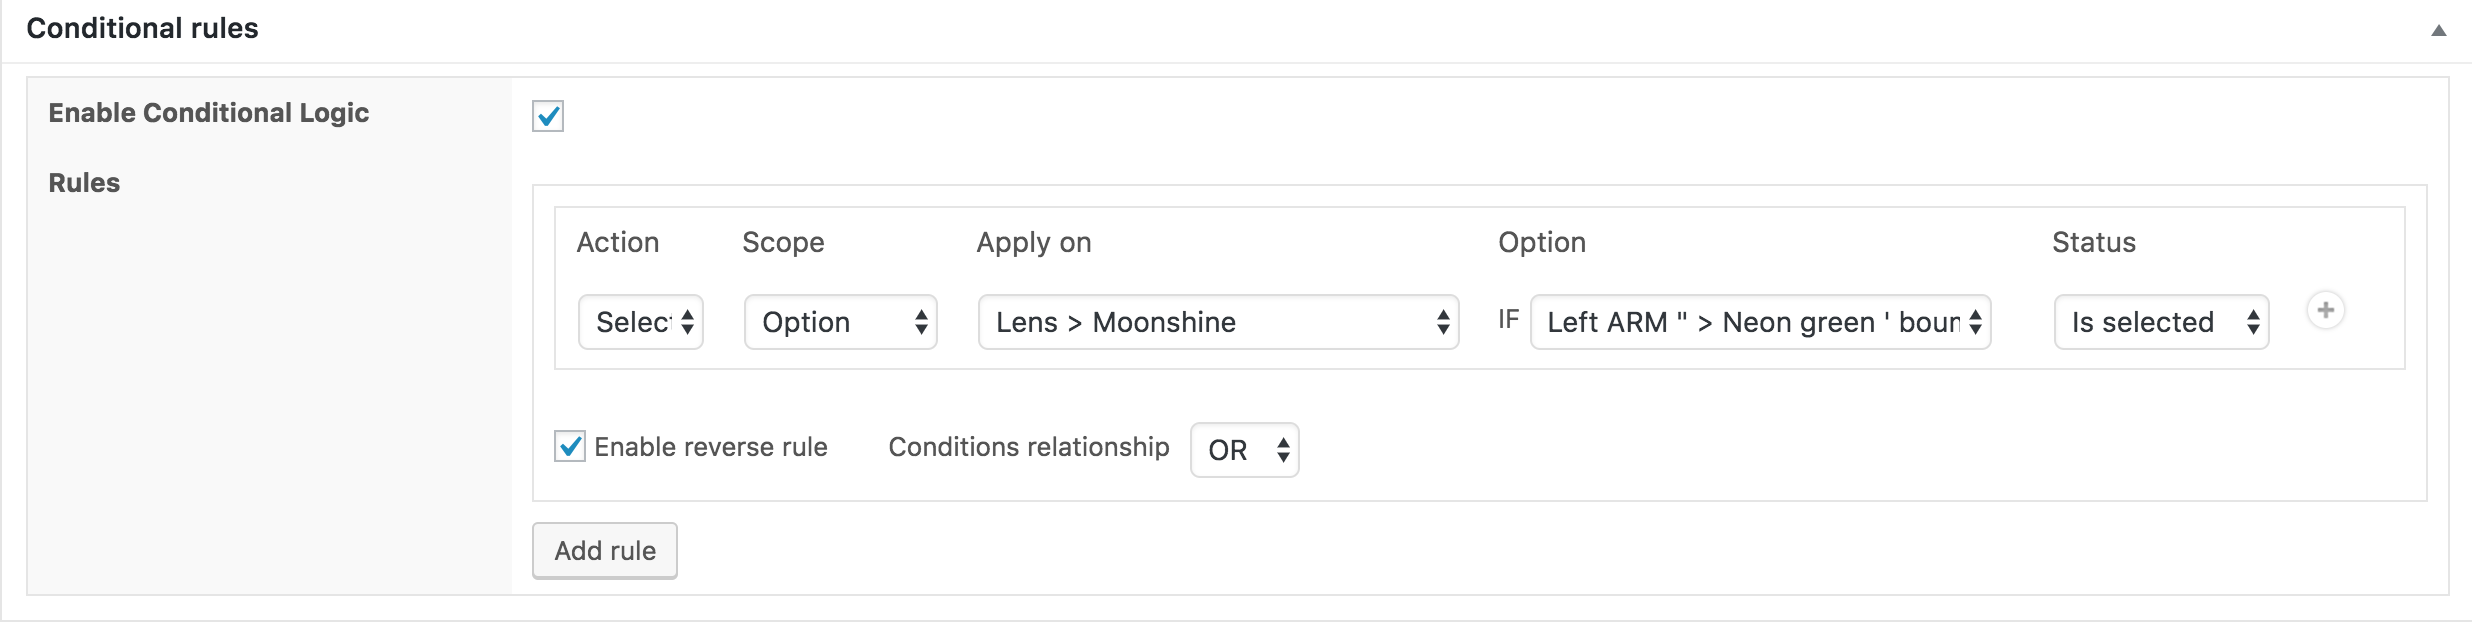 Conditional rules
Enable Conditional Logic
Rules
Action Scope Apply on Option Status
Selec Option Lens > Moonshine IF Left ARM " > Neon green ' boun Is selected
Enable reverse rule Conditions relationship OR
Add rule